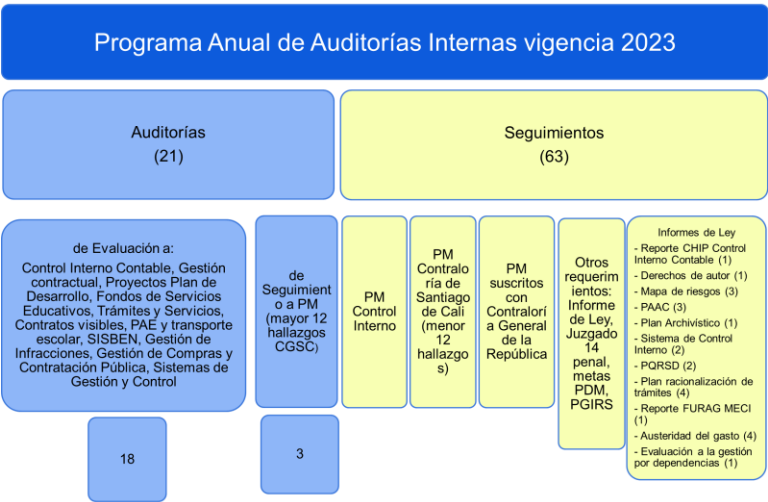 Programa Anual de Auditorías Internas vigencia 2023
Auditorías
(21)
Seguimientos
(63)
de Evaluación a:
Control Interno Contable, Gestión
contractual, Proyectos Plan de
Desarrollo, Fondos de Servicios
Educativos, Trámites y Servicios,
Contratos visibles, PAE y transporte
escolar, SISBEN, Gestión de
Infracciones, Gestión de Compras y
Contratación Pública, Sistemas de
Gestión y Control
18
de
Seguimient
o a PM
(mayor 12
hallazgos
CGSC)
3
PM
Control
Interno
PM
Contralo
ría de
Santiago
de Cali
(menor
12
hallazgo
s)
PM
suscritos
con
Contralorí
a General
de la
República
Otros
requerim
ientos:
Informe
de Ley,
Juzgado
14
penal,
metas
PDM,
PGIRS
Informes de Ley
- Reporte CHIP Control
Interno Contable (1)
- Derechos de autor (1)
- Mapa de riesgos (3)
- PAAC (3)
- Plan Archivístico (1)
- Sistema de Control
Interno (2)
- PQRSD (2)
- Plan racionalización de
trámites (4)
- Reporte FURAG MECI
(1)
- Austeridad del gasto (4)
- Evaluación a la gestión
por dependencias (1)